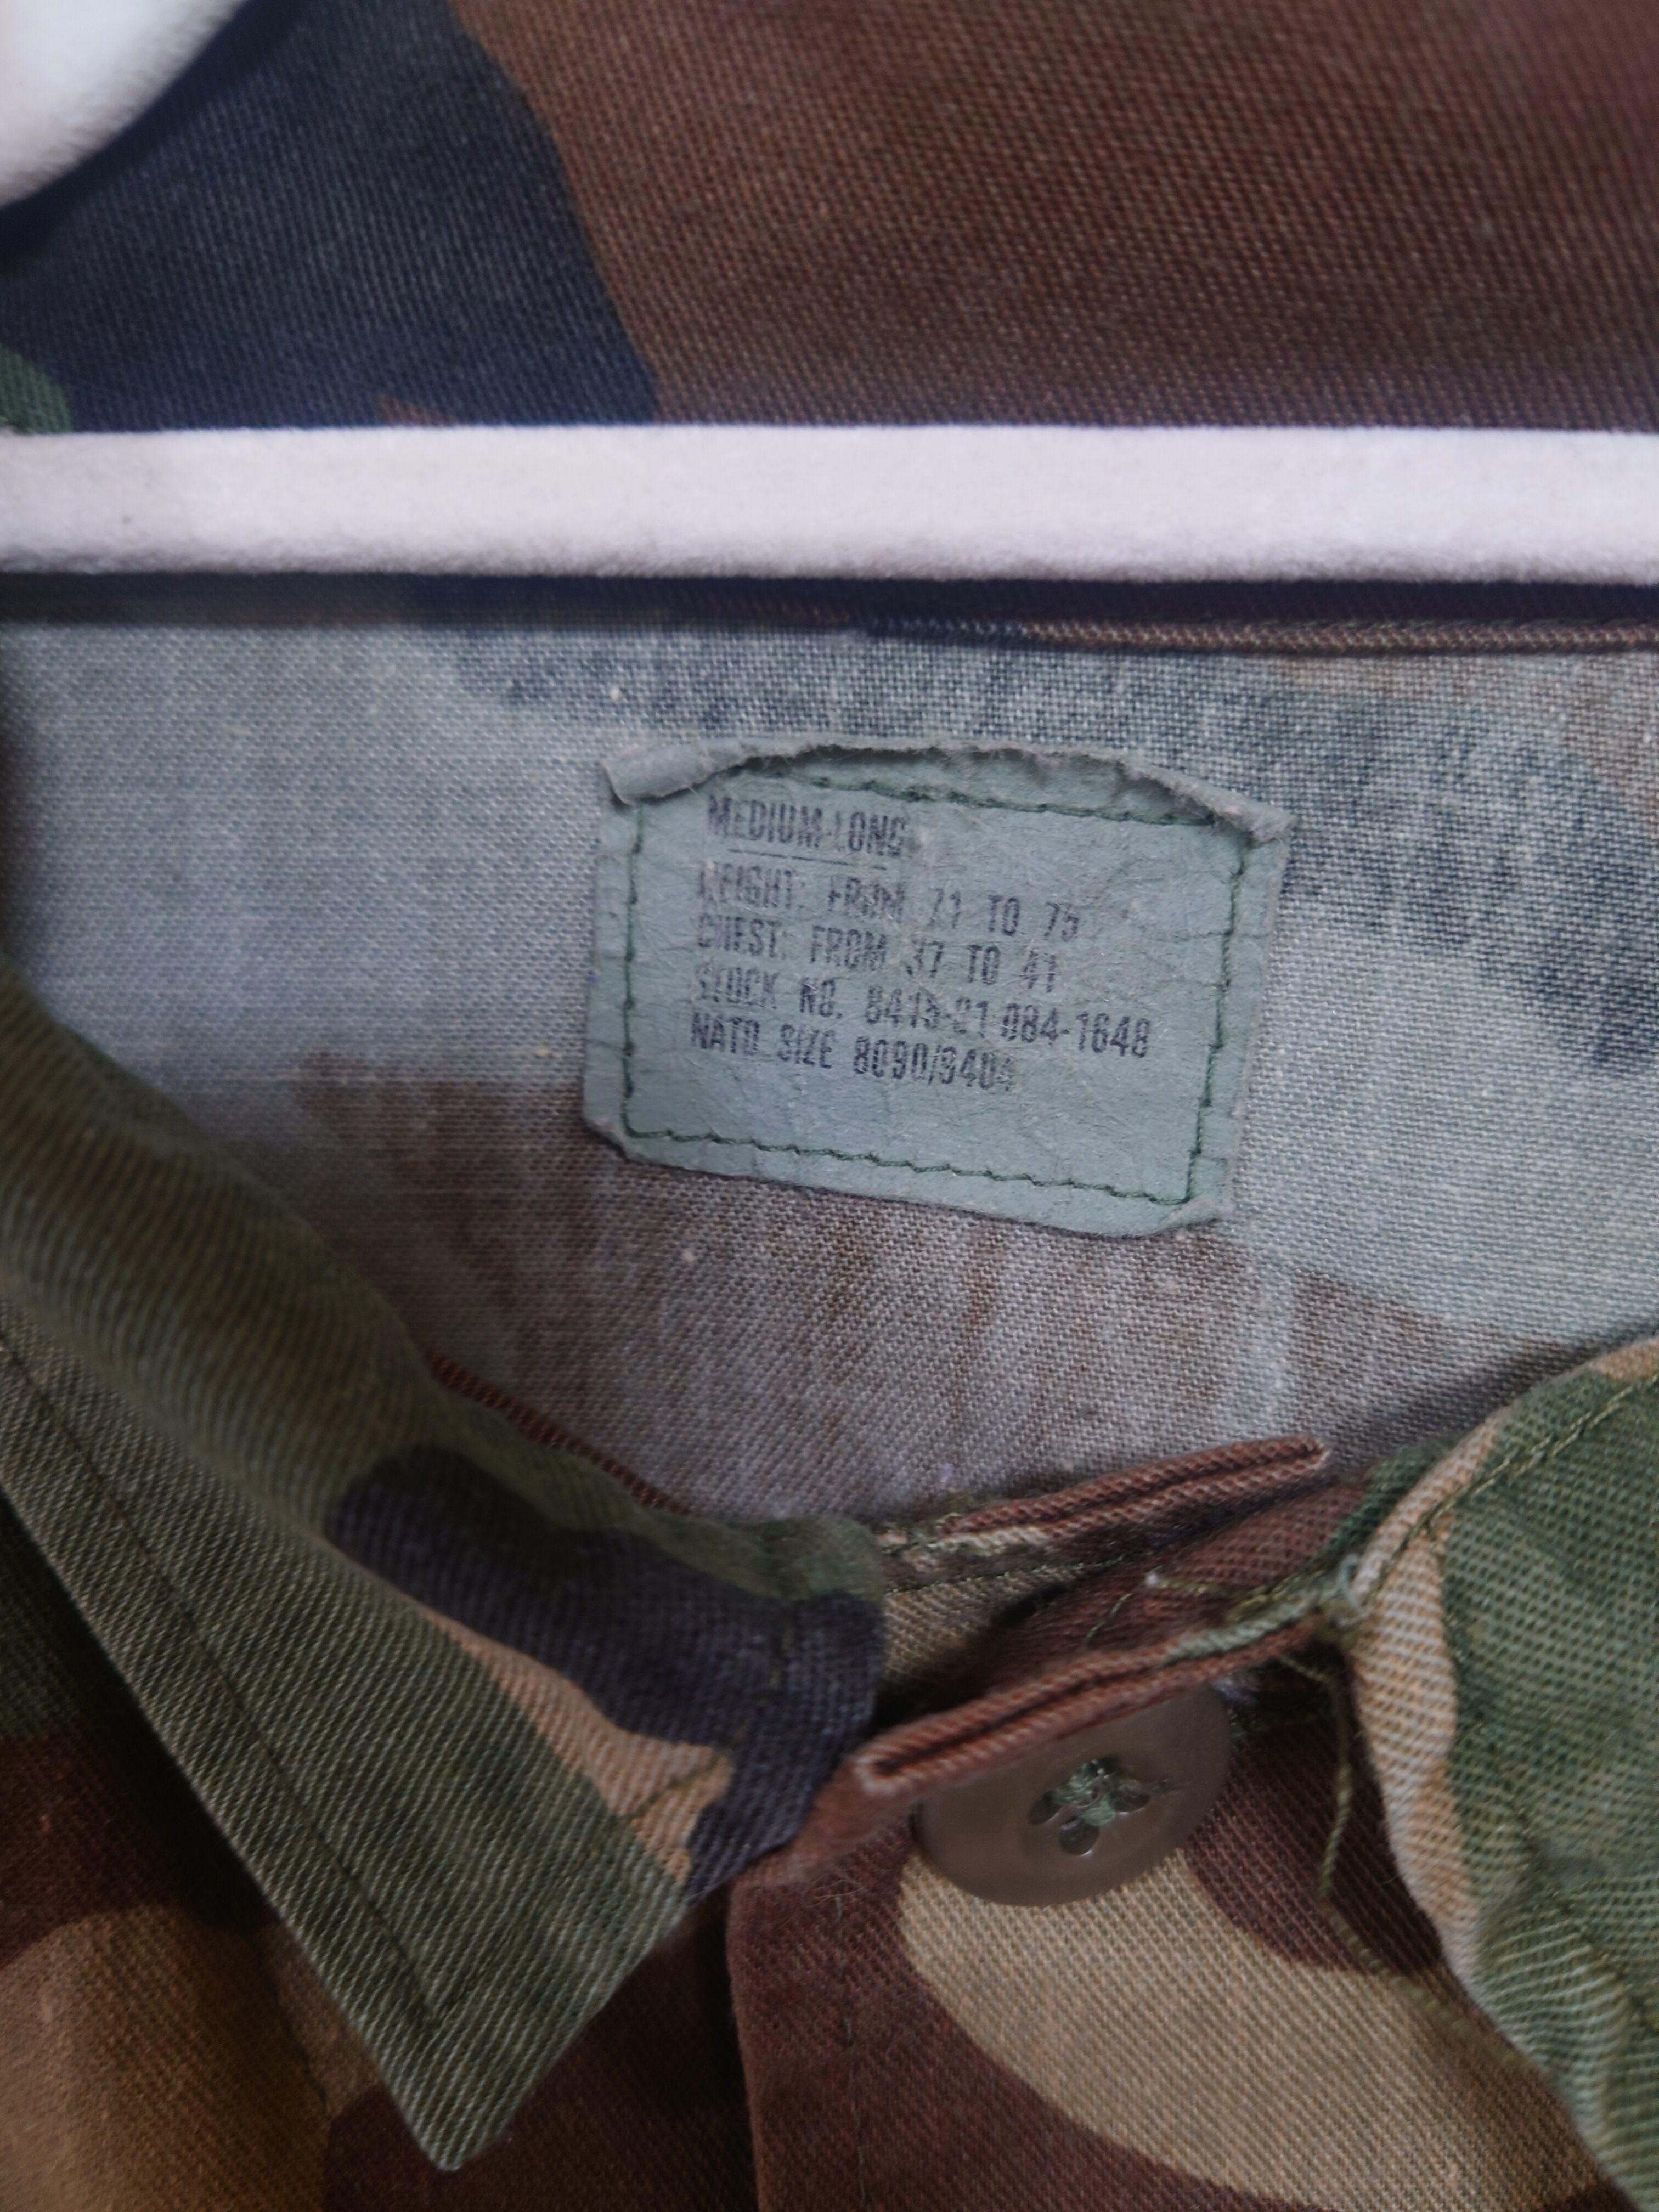 MEDIUM-LONG
HEIGHT: FROM 71 TO 75
CHEST: FROM 37 TO 41
STOCK NO. 8415-01-084-1648
NATO SIZE 8090/9404